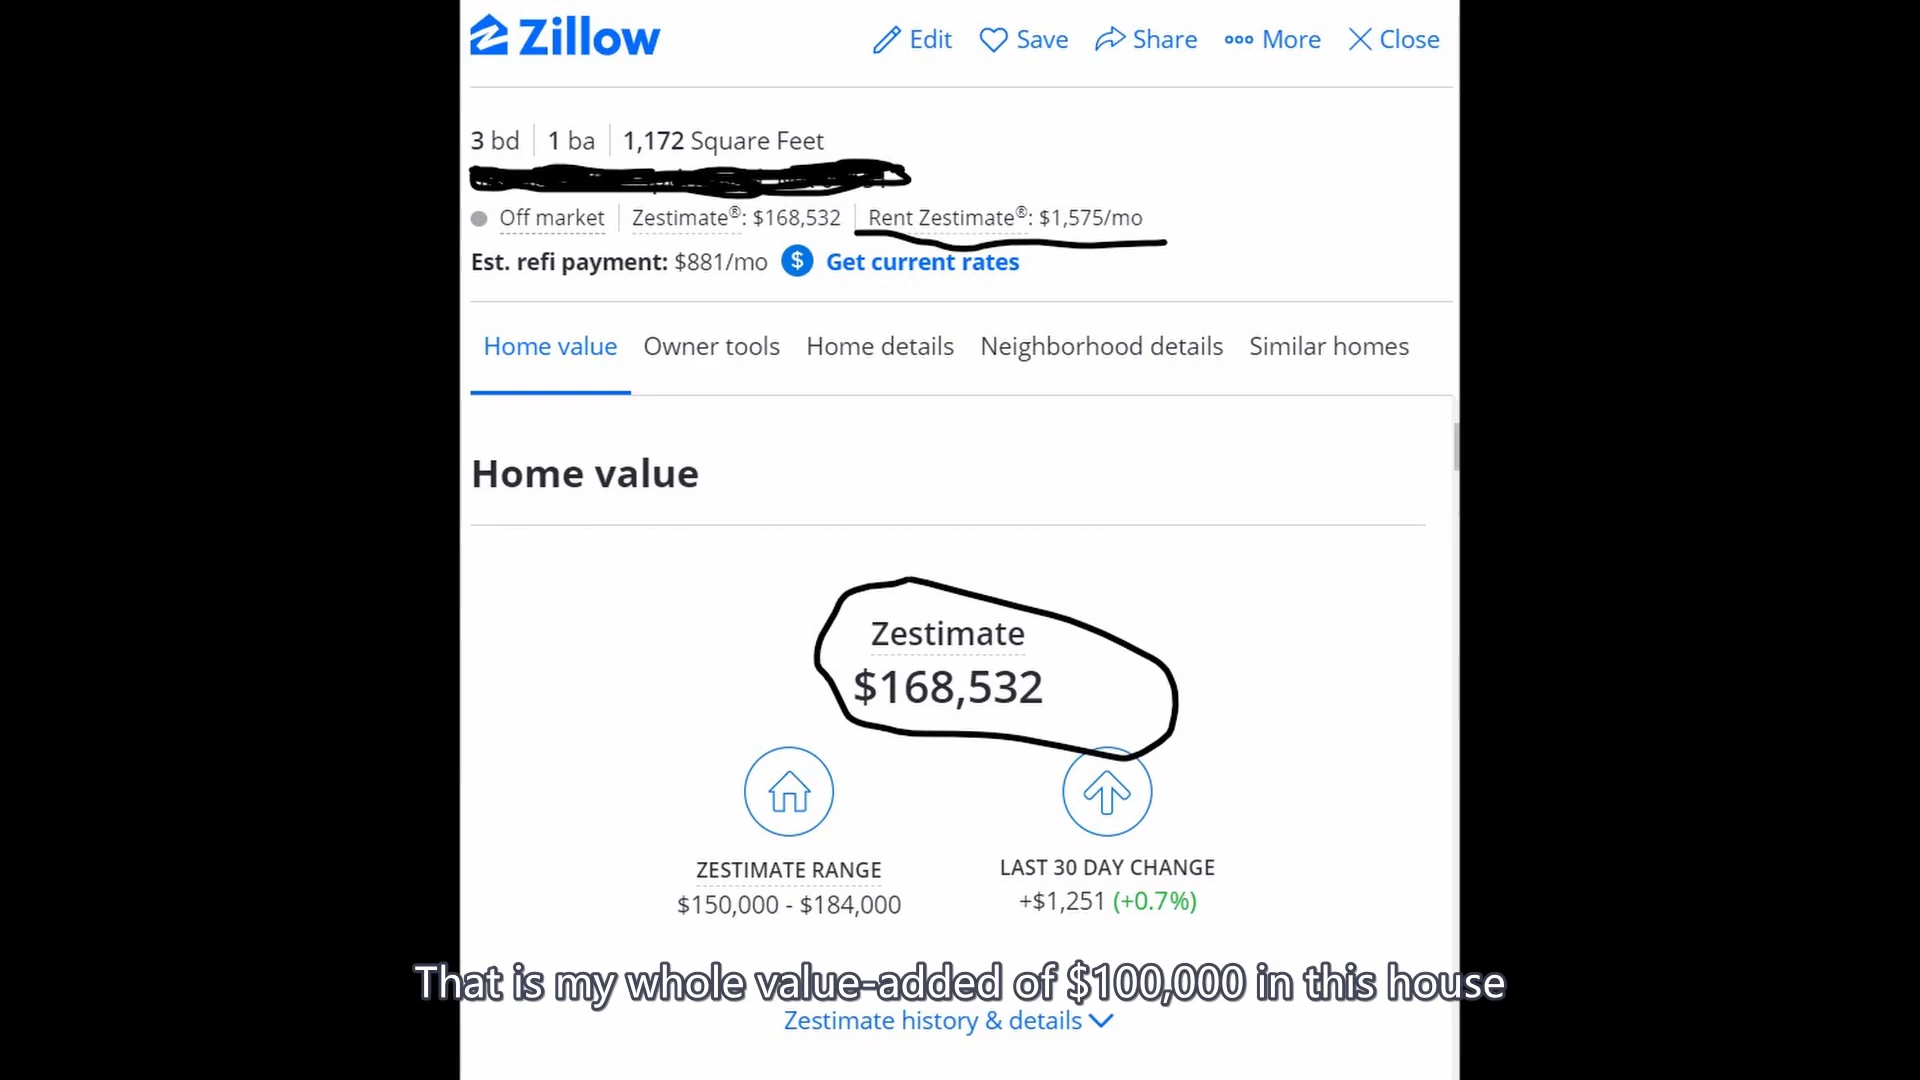 Zillow
Edit Save Share More Close
3 bd 1 ba 1,172 Square Feet
Off market Zestimate®: $168,532 Rent Zestimate®: $1,575/mo
Est. refi payment: $881/mo $ Get current rates
Home value Owner tools Home details Neighborhood details Similar homes
Home value
Zestimate
$168,532
ZESTIMATE RANGE
$150,000 - $184,000
LAST 30 DAY CHANGE
+$1,251 (+0.7%)
That is my whole value-added of $100,000 in this house
Zestimate history & details